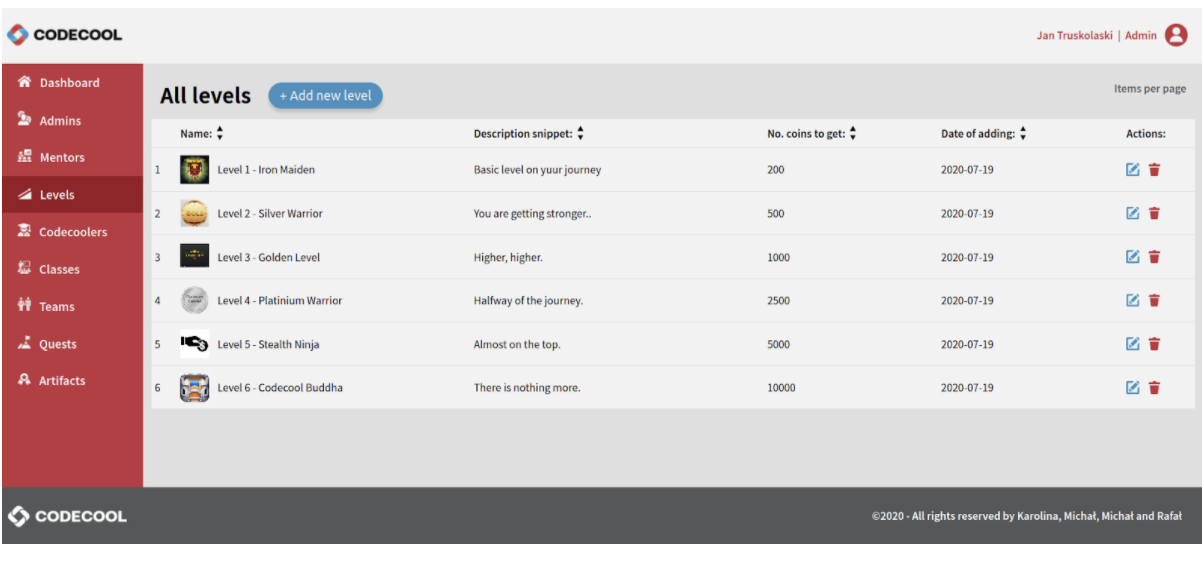 CODECOOL
Jan Truskolaski | Admin
Dashboard
Admins
Mentors
Levels
Codecoolers
Classes
Teams
Quests
Artifacts
All levels + Add new level
Items per page
Name: Description snippet: No. coins to get: Date of adding: Actions:
1 Level 1 - Iron Maiden Basic level on yuur journey 200 2020-07-19
2 Level 2 - Silver Warrior You are getting stronger.. 500 2020-07-19
3 Level 3 - Golden Level Higher, higher. 1000 2020-07-19
4 Level 4 - Platinium Warrior Halfway of the journey. 2500 2020-07-19
5 Level 5 - Stealth Ninja Almost on the top. 5000 2020-07-19
6 Level 6 - Codecool Buddha There is nothing more. 10000 2020-07-19
CODECOOL
©2020 - All rights reserved by Karolina, Michał, Michał and Rafał